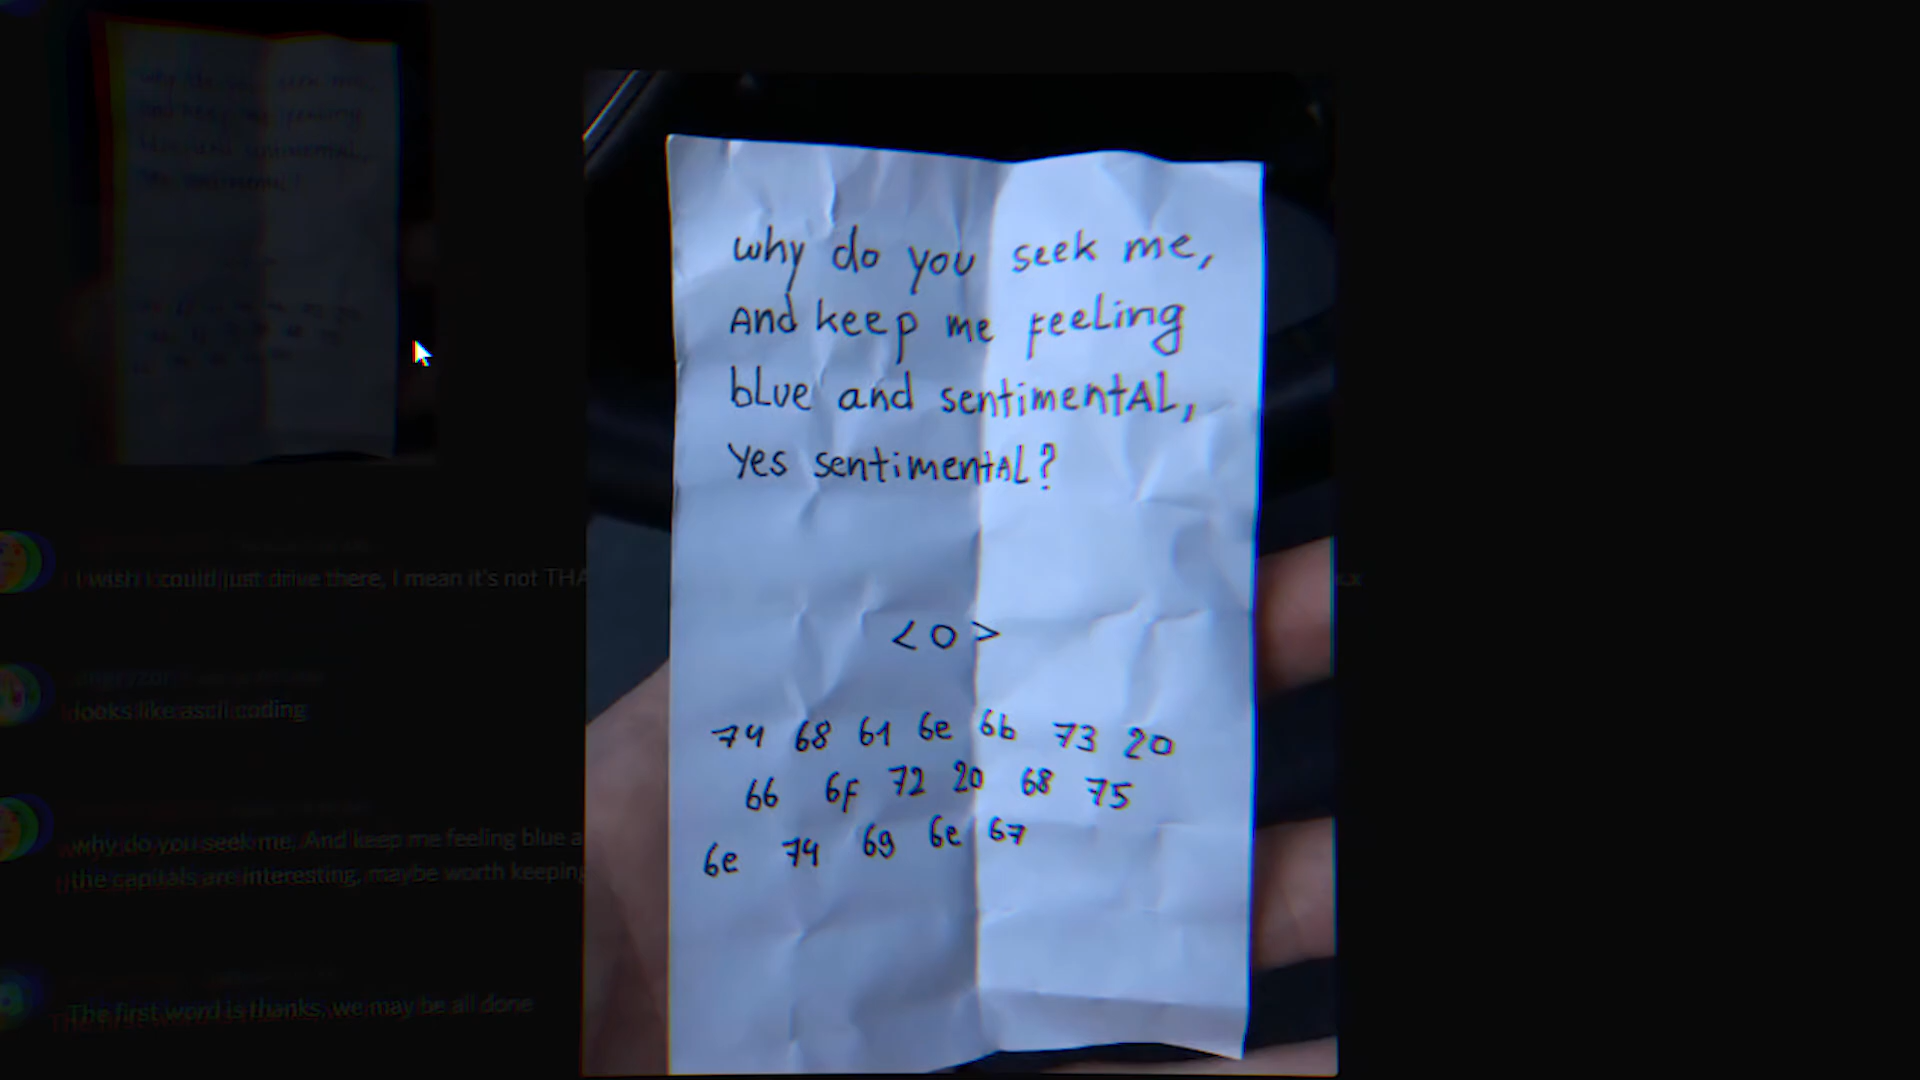 why do you seek me,
And keep me feeling
bLue and sentimentAL,
Yes sentimentAL?
<o>
74 68 61 6e 6b 73 20
66 6f 72 20 68 75
6e 74 69 6e 67
I wish I could just drive there, I mean it's not THA
looks like ascii coding
why do you seek me, And keep me feeling blue a
the capitals are interesting, maybe worth keeping
The first word is thanks, we may be all done